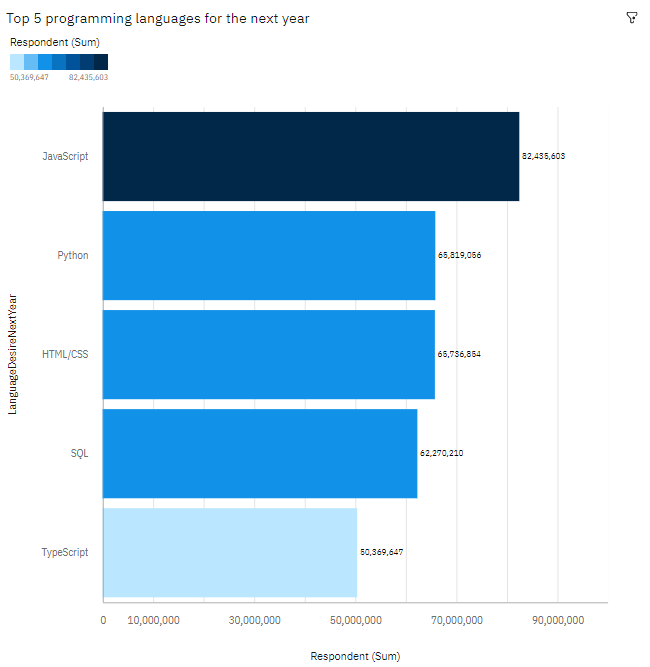 Top 5 programming languages for the next year
Respondent (Sum)
50,369,647 82,435,603
JavaScript 82,435,603
Python 65,819,056
HTML/CSS 65,736,854
SQL 62,270,210
TypeScript 50,369,647
LanguageDesireNextYear
0 10,000,000 30,000,000 50,000,000 70,000,000 90,000,000
Respondent (Sum)